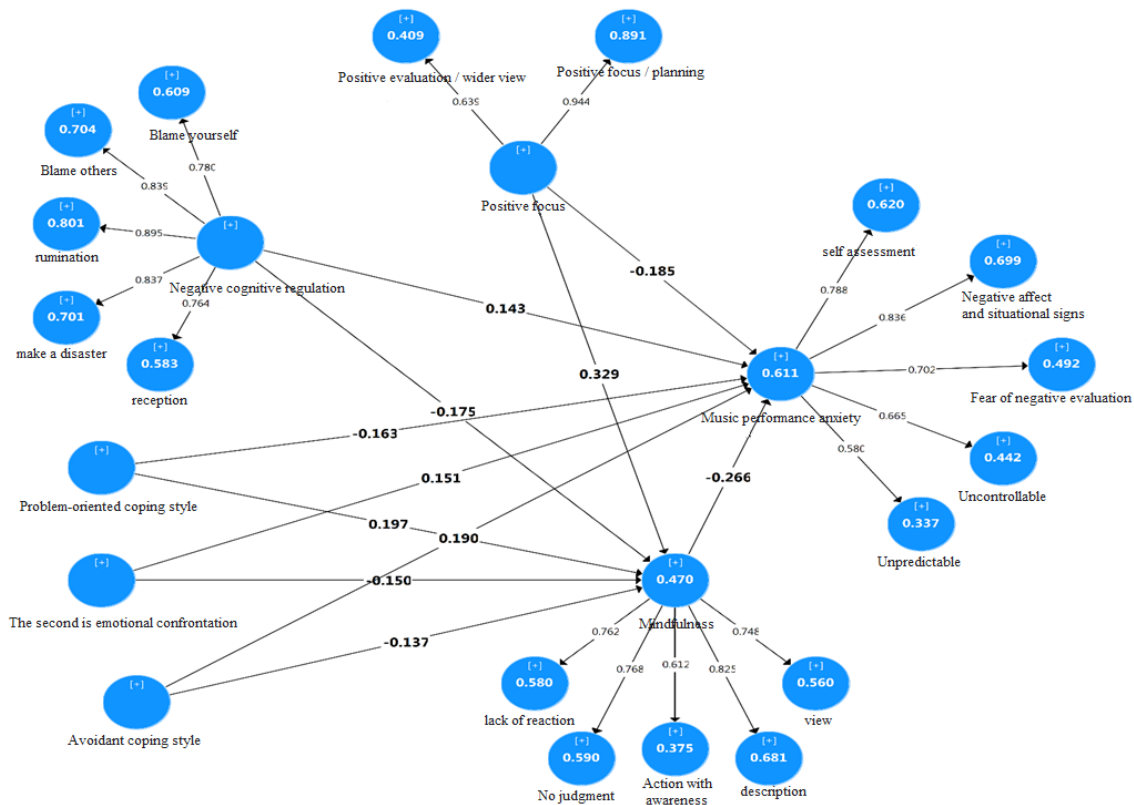 [+]
0.409
Positive evaluation / wider view
[+]
0.891
Positive focus / planning
[+]
0.609
Blame yourself
[+]
0.704
Blame others
0.639
0.944
0.780
0.839
[+]
Positive focus
[+]
0.801
rumination
0.895
[+]
Negative cognitive regulation
[+]
0.620
self assessment
0.837
0.764
[+]
0.701
make a disaster
[+]
0.583
reception
-0.185
0.143
0.329
0.788
[+]
0.699
Negative affect
and situational signs
0.836
[+]
0.611
Music performance anxiety
0.702
[+]
0.492
Fear of negative evaluation
0.665
0.580
[+]
0.442
Uncontrollable
[+]
0.337
Unpredictable
-0.175
-0.163
[+]
Problem-oriented coping style
0.151
-0.266
0.197
0.190
[+]
The second is emotional confrontation
-0.150
[+]
0.470
Mindfulness
-0.137
[+]
Avoidant coping style
0.762
0.768
0.612
0.825
0.748
[+]
0.580
lack of reaction
[+]
0.560
view
[+]
0.590
No judgment
[+]
0.375
Action with
awareness
[+]
0.681
description